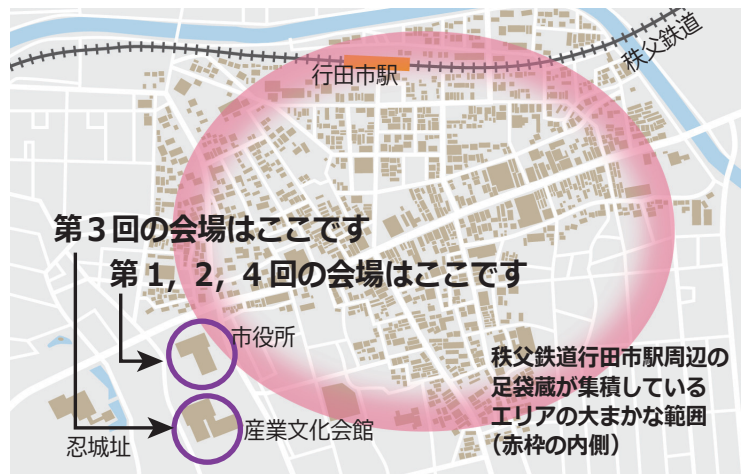 行田市駅
秩父鉄道
第3回の会場はここです
第1, 2, 4回の会場はここです
市役所
秩父鉄道行田市駅周辺の
足袋蔵が集積している
エリアの大まかな範囲
（赤枠の内側）
産業文化会館
忍城址